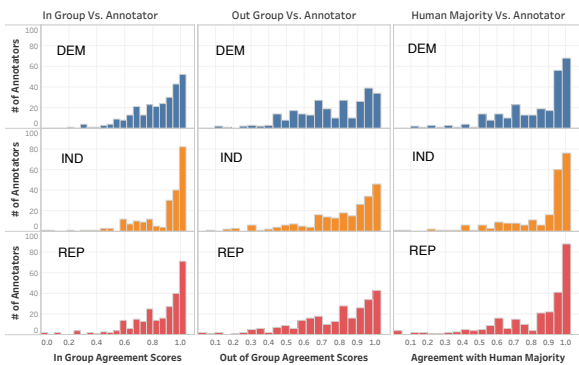 In Group Vs. Annotator Out Group Vs. Annotator Human Majority Vs. Annotator
100 80 60 40 20 0 # of Annotators DEM DEM DEM
100 80 60 40 20 0 # of Annotators IND IND IND
100 80 60 40 20 0 # of Annotators REP REP REP
0.0 0.2 0.4 0.6 0.8 1.0 0.1 0.2 0.3 0.4 0.5 0.6 0.7 0.8 0.9 1.0 0.1 0.2 0.3 0.4 0.5 0.6 0.7 0.8 0.9 1.0
In Group Agreement Scores Out of Group Agreement Scores Agreement with Human Majority